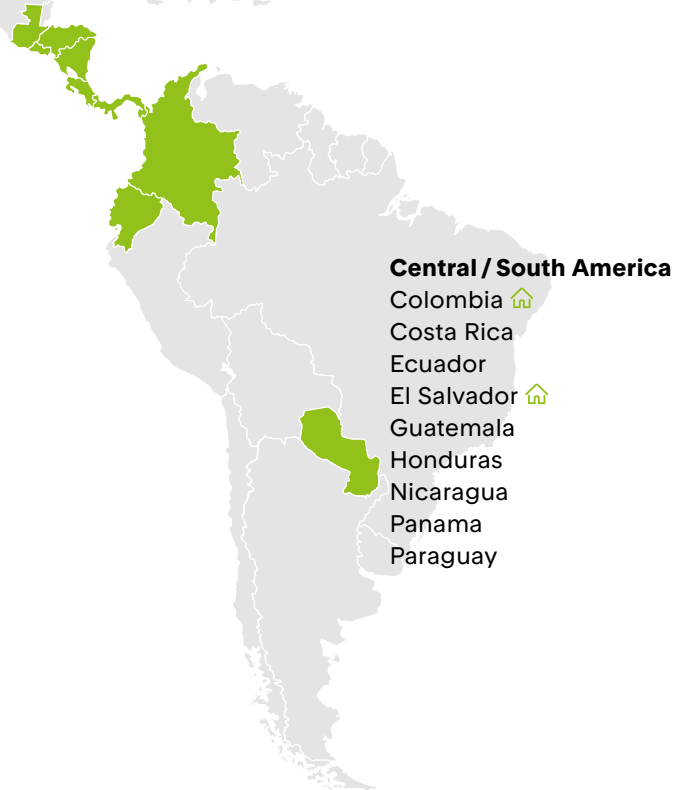 Central / South America
Colombia
Costa Rica
Ecuador
El Salvador
Guatemala
Honduras
Nicaragua
Panama
Paraguay